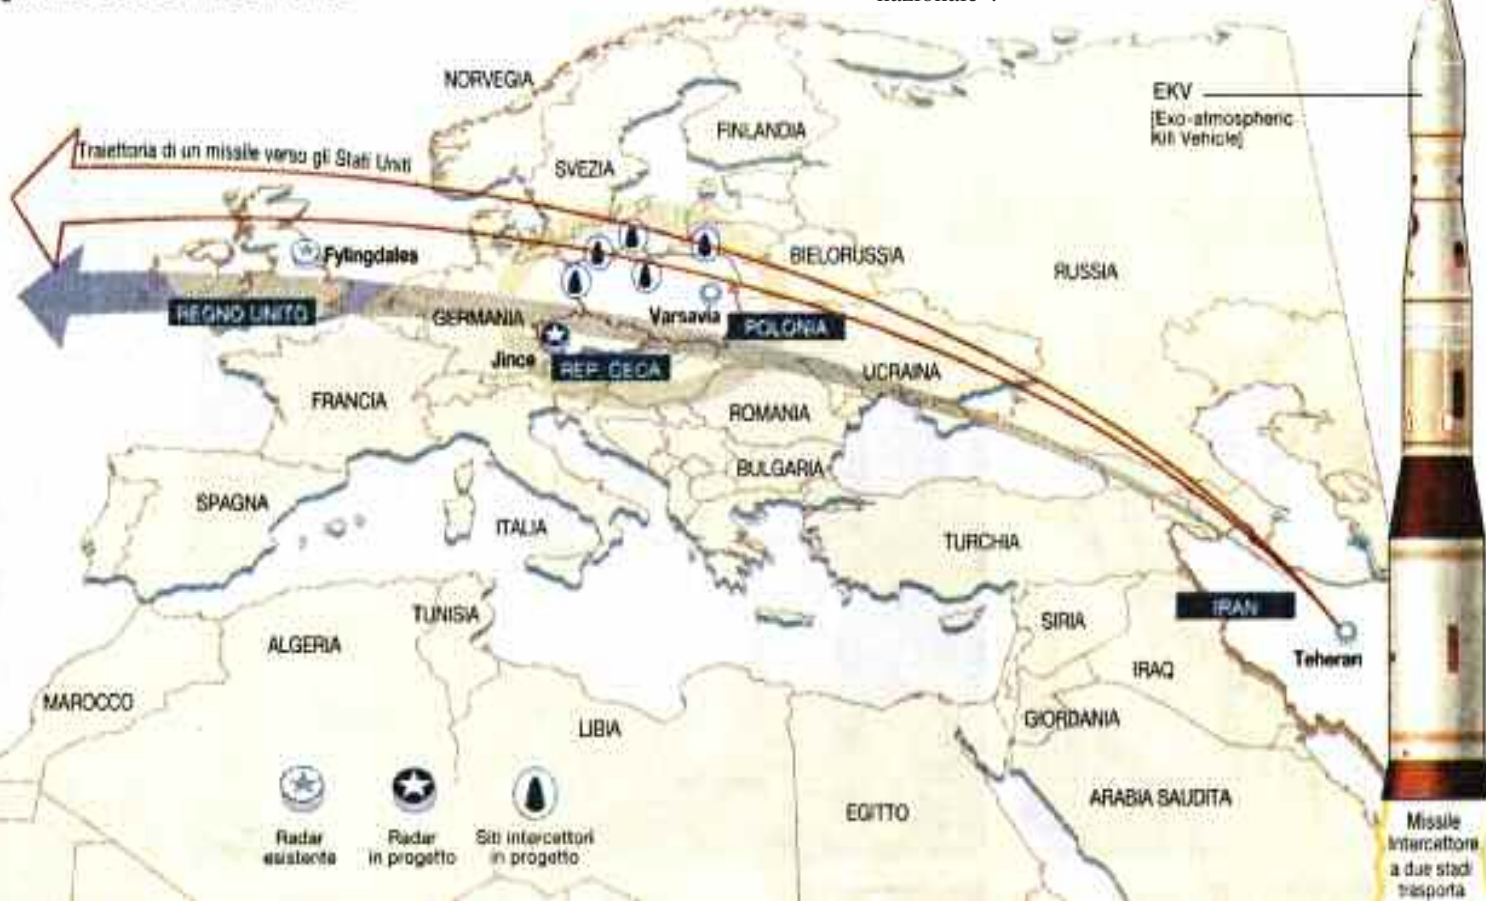 nazionale".
NORVEGIA
EKV
[Exo-atmospheric
Kill Vehicle]
FINLANDIA
Traiettoria di un missile verso gli Stati Uniti
SVEZIA
Fylingdales
BIELORUSSIA
RUSSIA
REGNO UNITO
GERMANIA
Varsavia
POLONIA
Jince
REP. CECA
UCRAINA
FRANCIA
ROMANIA
BULGARIA
SPAGNA
ITALIA
TURCHIA
TUNISIA
IRAN
SIRIA
ALGERIA
Teheran
IRAQ
MAROCCO
GIORDANIA
LIBIA
ARABIA SAUDITA
EGITTO
Radar
esistente
Radar
in progetto
Siti intercettori
in progetto
Missile
Intercettore
a due stadi
trasporta